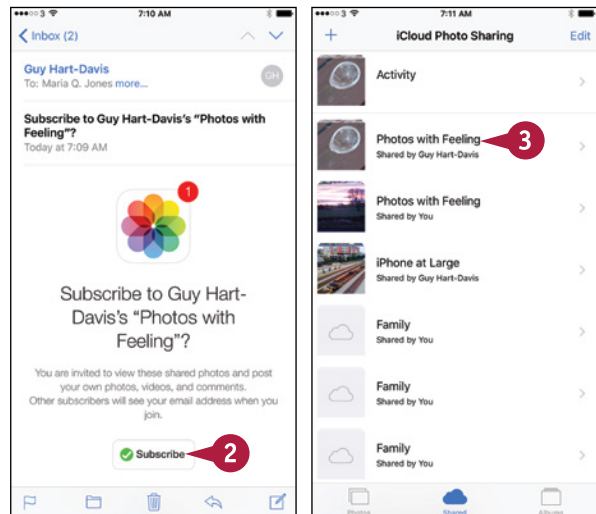 3 7:10 AM
Inbox (2)
Guy Hart-Davis
GH
To: Maria Q. Jones more...
Subscribe to Guy Hart-Davis's "Photos with
Feeling"?
Today at 7:09 AM
1
Subscribe to Guy Hart-
Davis's "Photos with
Feeling"?
You are invited to view these shared photos and post
your own photos, videos, and comments.
Other subscribers will see your email address when you
join.
Subscribe 2
3 7:11 AM
+ iCloud Photo Sharing Edit
Activity
Photos with Feeling 3
Shared by Guy Hart-Davis
Photos with Feeling
Shared by You
iPhone at Large
Shared by Guy Hart-Davis
Family
Shared by You
Family
Shared by You
Family
Shared by You
Photos Shared Albums